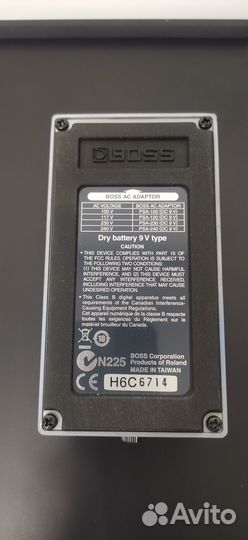 BOSS
BOSS AC ADAPTOR
AC VOLTAGE BOSS AC ADAPTOR
100 V PSA-100 (DC 9 V)
117 V PSA-120 (DC 9 V)
230 V PSA-230 (DC 9 V)
240 V PSA-240 (DC 9 V)
Dry battery 9 V type
CAUTION
• THIS DEVICE COMPLIES WITH PART 15 OF
THE FCC RULES. OPERATION IS SUBJECT TO
THE FOLLOWING TWO CONDITIONS:
(1) THIS DEVICE MAY NOT CAUSE HARMFUL
INTERFERENCE, AND (2) THIS DEVICE MUST
ACCEPT ANY INTERFERENCE RECEIVED,
INCLUDING INTERFERENCE THAT MAY CAUSE
UNDESIRED OPERATION.
• This Class B digital apparatus meets all
requirements of the Canadian Interference-
Causing Equipment Regulations.
Cet appareil numérique de la classe B respecte
toutes les exigences du Règlement sur le
matériel brouilleur du Canada.
10
CE
N225
BOSS Corporation
Products of Roland
MADE IN TAIWAN
H6C6714
Avito